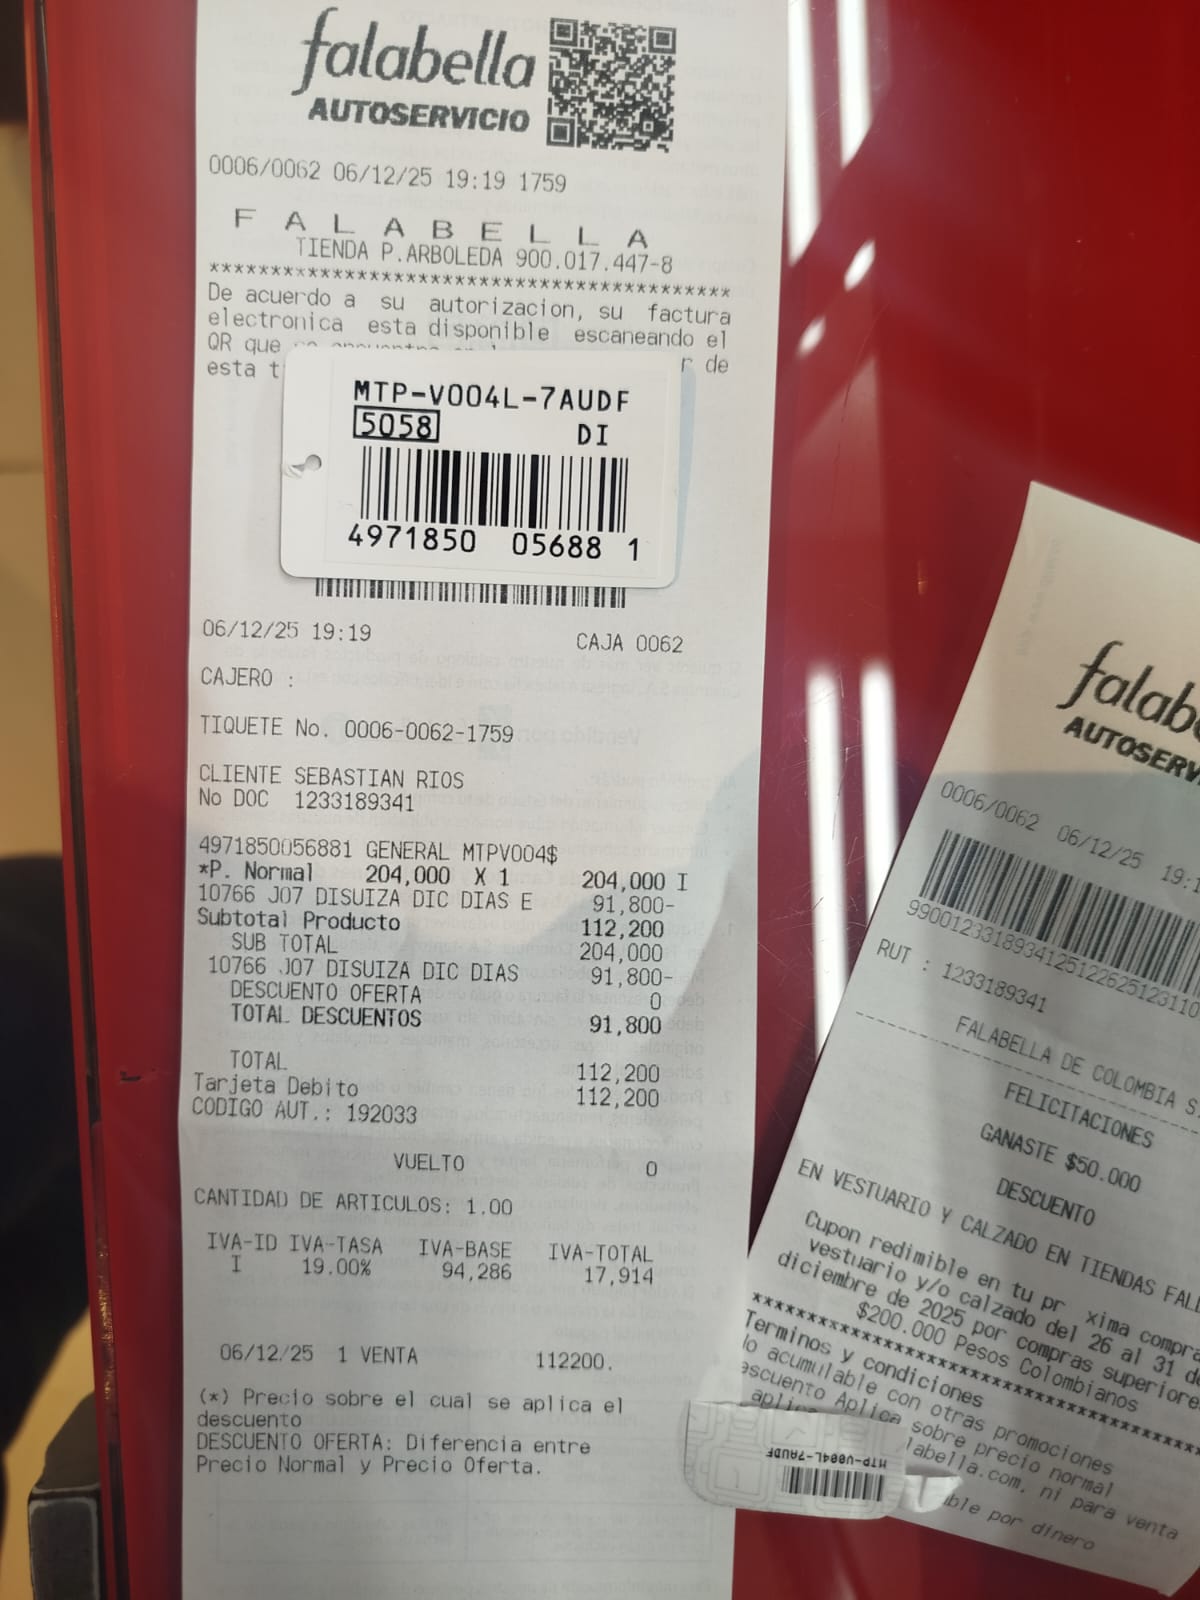 falabella
AUTOSERVICIO
0006/0062 06/12/25 19:19 1759
F A L A B E L L A
TIENDA P.ARBOLEDA 900.017.447-8
******************************************
De acuerdo a su autorizacion, su factura
electronica esta disponible escaneando el
QR que de
esta
MTP-V004L-7AUDF
5058 DI
4971850 05688 1
06/12/25 19:19 CAJA 0062
CAJERO :
TIQUETE No. 0006-0062-1759
CLIENTE SEBASTIAN RIOS
No DOC 1233189341
4971850056881 GENERAL MTPV004$
*P. Normal 204,000 X 1 204,000 I
10766 J07 DISUIZA DIC DIAS E 91,800-
Subtotal Producto 112,200
SUB TOTAL 204,000
10766 J07 DISUIZA DIC DIAS 91,800-
DESCUENTO OFERTA 0
TOTAL DESCUENTOS 91,800
TOTAL 112,200
Tarjeta Debito 112,200
CODIGO AUT.: 192033
VUELTO 0
CANTIDAD DE ARTICULOS: 1.00
IVA-ID IVA-TASA IVA-BASE IVA-TOTAL
I 19.00% 94,286 17,914
06/12/25 1 VENTA 112200.
(*) Precio sobre el cual se aplica el
descuento
DESCUENTO OFERTA: Diferencia entre
Precio Normal y Precio Oferta.
falabe
AUTOSERV
0006/0062 06/12/25 19:1
990012331893412512262512311 0
RUT : 1233189341
FALABELLA DE COLOMBIA S.
FELICITACIONES
GANASTE $50.000
DESCUENTO
EN VESTUARIO Y CALZADO EN TIENDAS FAL
Cupon redimible en tu pr xima compra
vestuario y/o calzado del 26 al 31 de
diciembre de 2025 por compras superiore
$200.000 Pesos Colombianos
******************************************
Terminos y condiciones
lo acumulable con otras promociones
escuento Aplica sobre precio normal
labella.com, ni para venta
ble por dinero
MTP-V004L-7AUDF